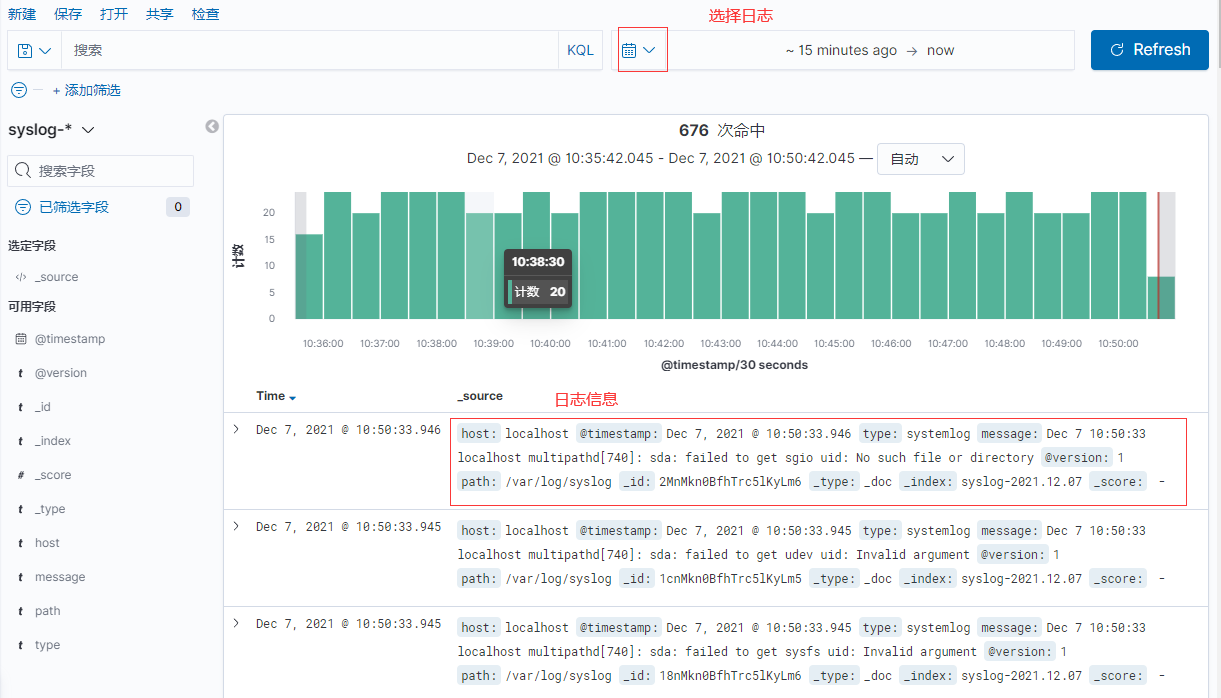 新建 保存 打开 共享 检查
选择日志
搜索 KQL ~ 15 minutes ago → now Refresh
+ 添加筛选
syslog-*
搜索字段
已筛选字段 0
选定字段
_source
可用字段
@timestamp
t @version
t _id
t _index
# _score
t _type
t host
t message
t path
t type
676 次命中
Dec 7, 2021 @ 10:35:42.045 - Dec 7, 2021 @ 10:50:42.045 — 自动
计数
20
15
10
5
0
10:38:30
计数 20
10:36:00 10:37:00 10:38:00 10:39:00 10:40:00 10:41:00 10:42:00 10:43:00 10:44:00 10:45:00 10:46:00 10:47:00 10:48:00 10:49:00 10:50:00
@timestamp/30 seconds
Time _source
日志信息
Dec 7, 2021 @ 10:50:33.946 host: localhost @timestamp: Dec 7, 2021 @ 10:50:33.946 type: systemlog message: Dec 7 10:50:33
localhost multipathd[740]: sda: failed to get sgio uid: No such file or directory @version: 1
path: /var/log/syslog _id: 2MnMkn0BfhTrc5lKyLm6 _type: _doc _index: syslog-2021.12.07 _score: -
Dec 7, 2021 @ 10:50:33.945 host: localhost @timestamp: Dec 7, 2021 @ 10:50:33.945 type: systemlog message: Dec 7 10:50:33
localhost multipathd[740]: sda: failed to get udev uid: Invalid argument @version: 1
path: /var/log/syslog _id: 1cnMkn0BfhTrc5lKyLm5 _type: _doc _index: syslog-2021.12.07 _score: -
Dec 7, 2021 @ 10:50:33.945 host: localhost @timestamp: Dec 7, 2021 @ 10:50:33.945 type: systemlog message: Dec 7 10:50:33
localhost multipathd[740]: sda: failed to get sysfs uid: Invalid argument @version: 1
path: /var/log/syslog _id: 18nMkn0BfhTrc5lKyLm6 _type: _doc _index: syslog-2021.12.07 _score: -